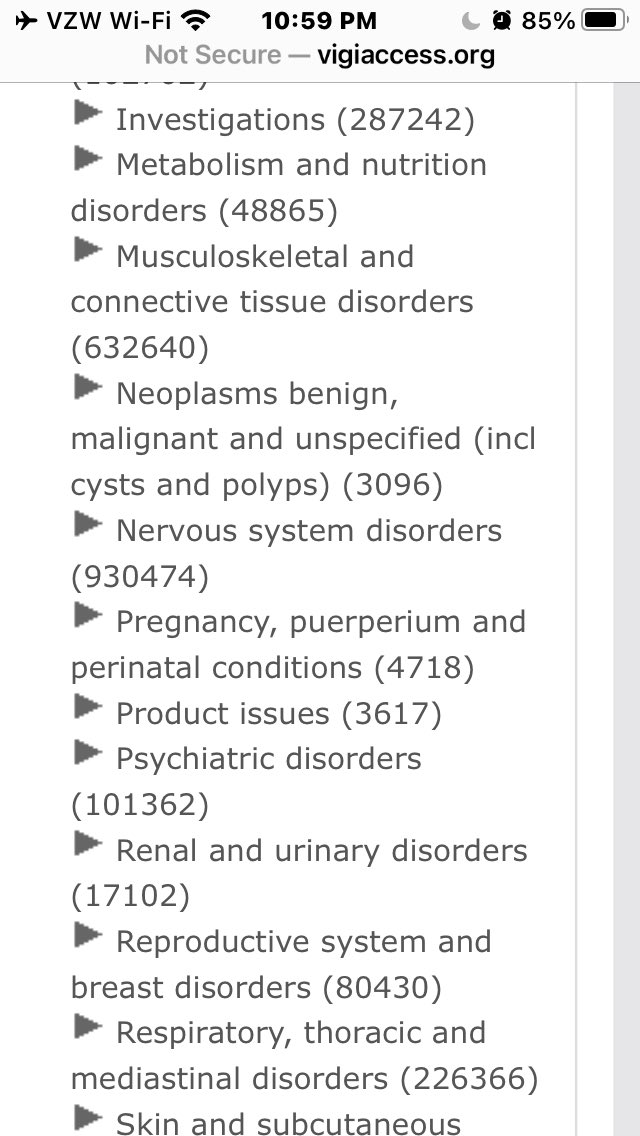 VZW Wi-Fi 10:59 PM 85%
Not Secure — vigiaccess.org
Investigations (287242)
Metabolism and nutrition
disorders (48865)
Musculoskeletal and
connective tissue disorders
(632640)
Neoplasms benign,
malignant and unspecified (incl
cysts and polyps) (3096)
Nervous system disorders
(930474)
Pregnancy, puerperium and
perinatal conditions (4718)
Product issues (3617)
Psychiatric disorders
(101362)
Renal and urinary disorders
(17102)
Reproductive system and
breast disorders (80430)
Respiratory, thoracic and
mediastinal disorders (226366)
Skin and subcutaneous